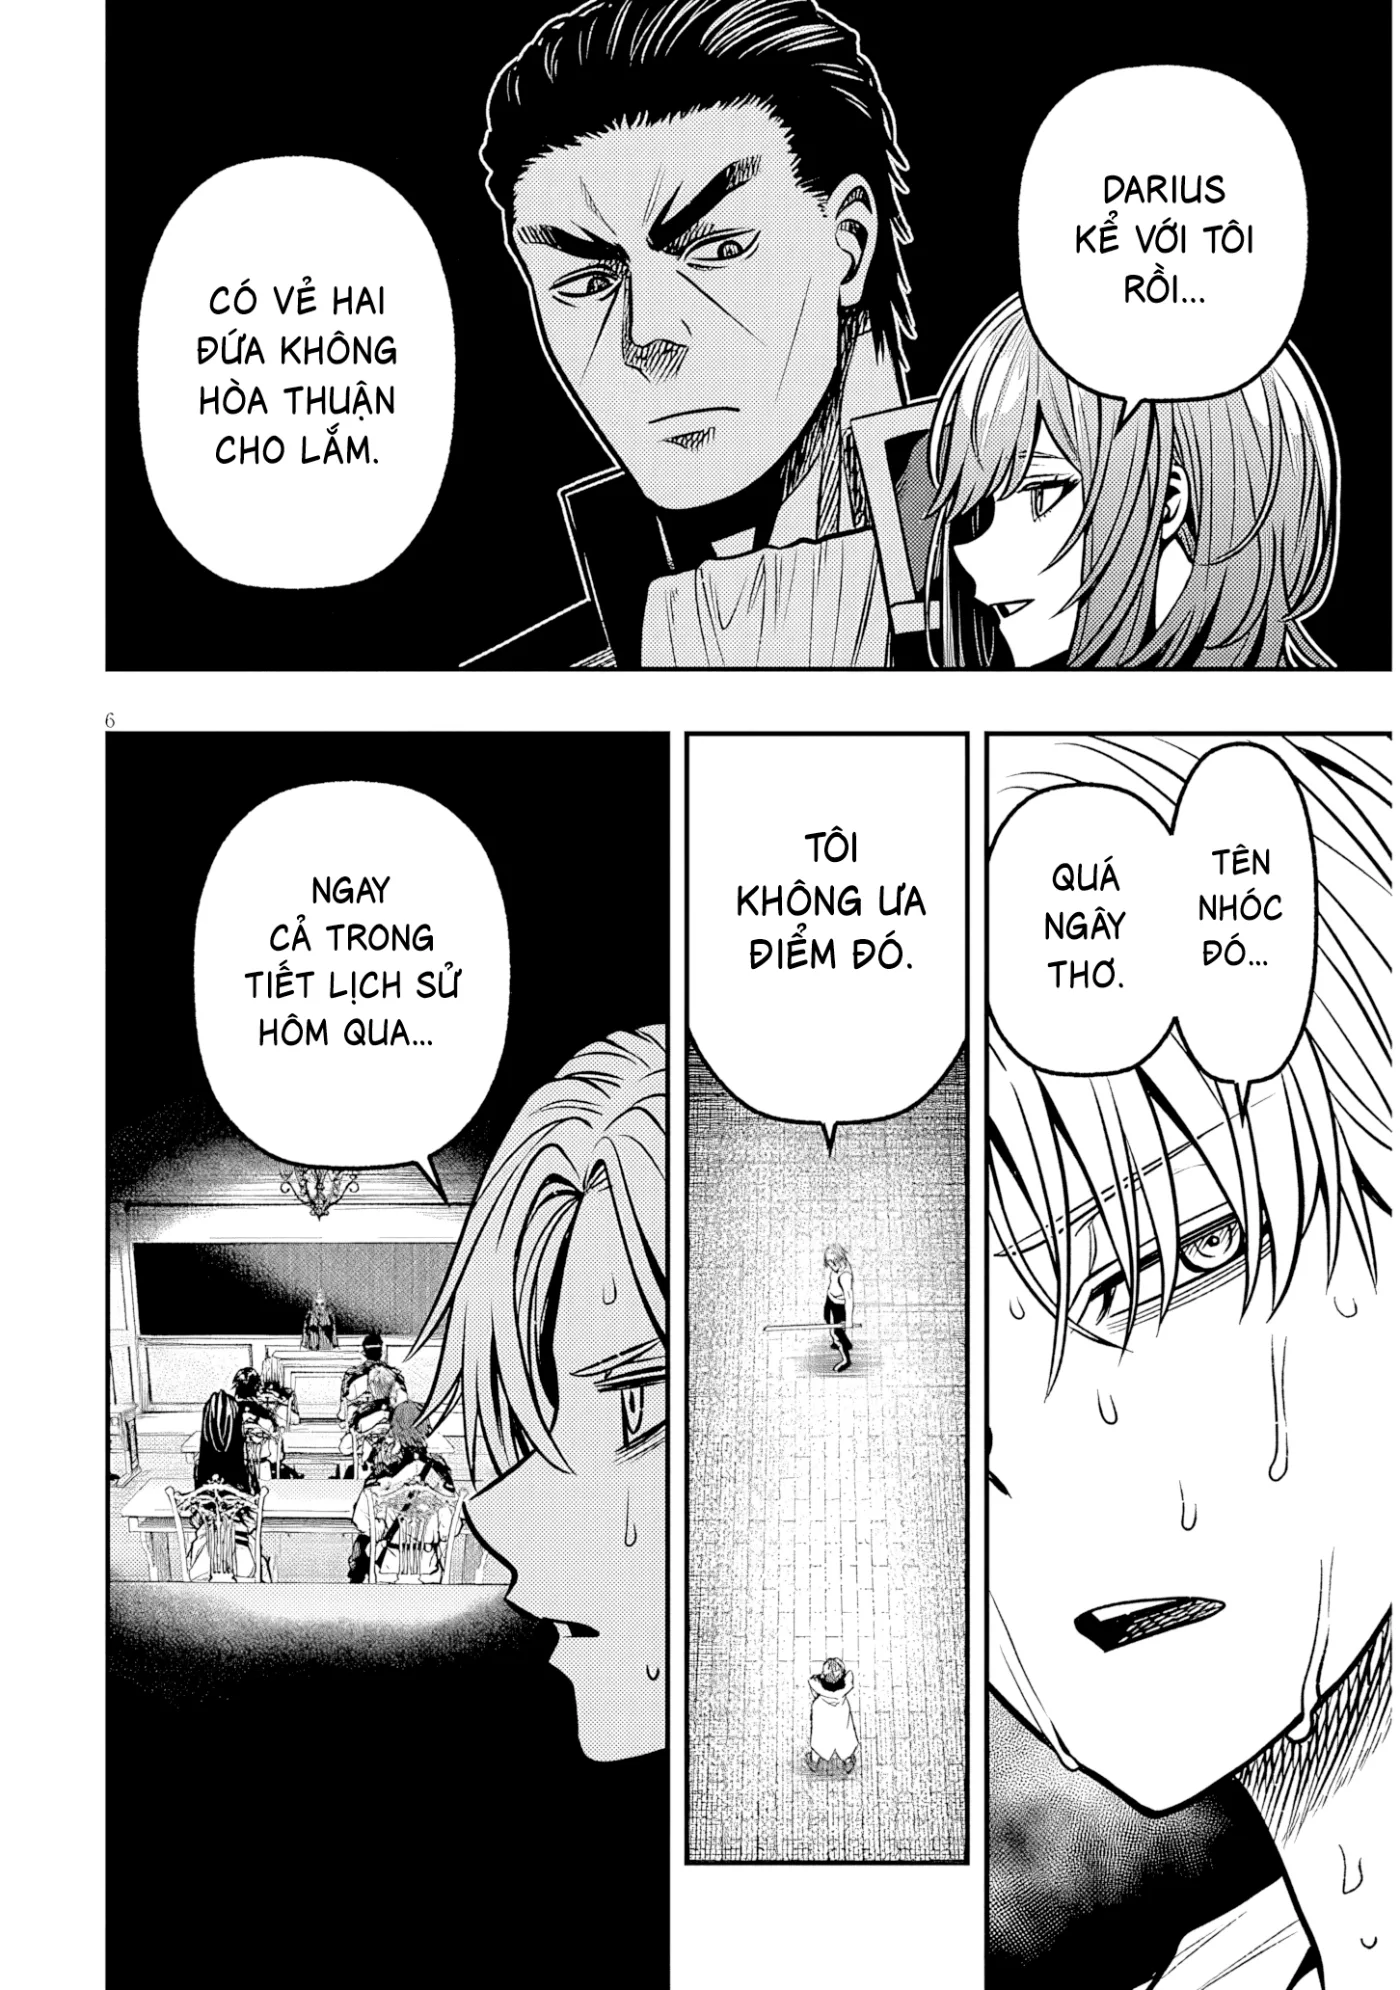 DARIUS
KỂ VỚI TÔI
RỒI...
CÓ VẺ HAI
ĐỨA KHÔNG
HÒA THUẬN
CHO LẮM.
6
TÊN
NHÓC
ĐÓ...
QUÁ
NGÂY
THƠ.
TÔI
KHÔNG ƯA
ĐIỂM ĐÓ.
NGAY
CẢ TRONG
TIẾT LỊCH SỬ
HÔM QUA...